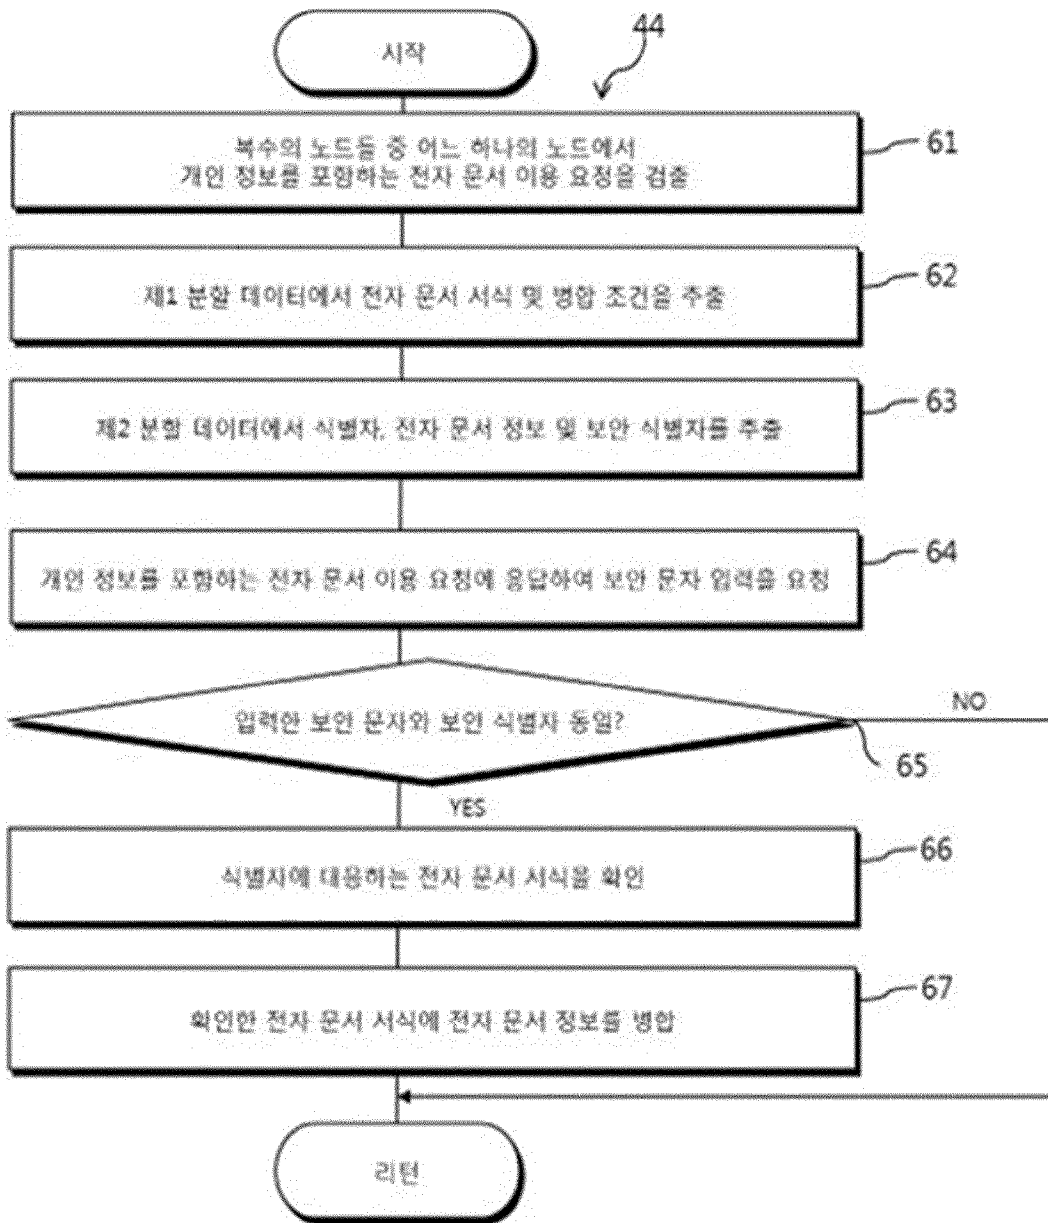 시작
44
복수의 노드들 중 어느 하나의 노드에서
개인 정보를 포함하는 전자 문서 이용 요청을 검출
61
제1 분할 데이터에서 전자 문서 서식 및 병합 조건을 추출
62
제2 분할 데이터에서 식별자, 전자 문서 정보 및 보안 식별자를 추출
63
개인 정보를 포함하는 전자 문서 이용 요청에 응답하여 보안 문자 입력을 요청
64
입력한 보안 문자와 보안 식별자 동일?
NO
65
YES
식별자에 대응하는 전자 문서 서식을 확인
66
확인한 전자 문서 서식에 전자 문서 정보를 병합
67
리턴